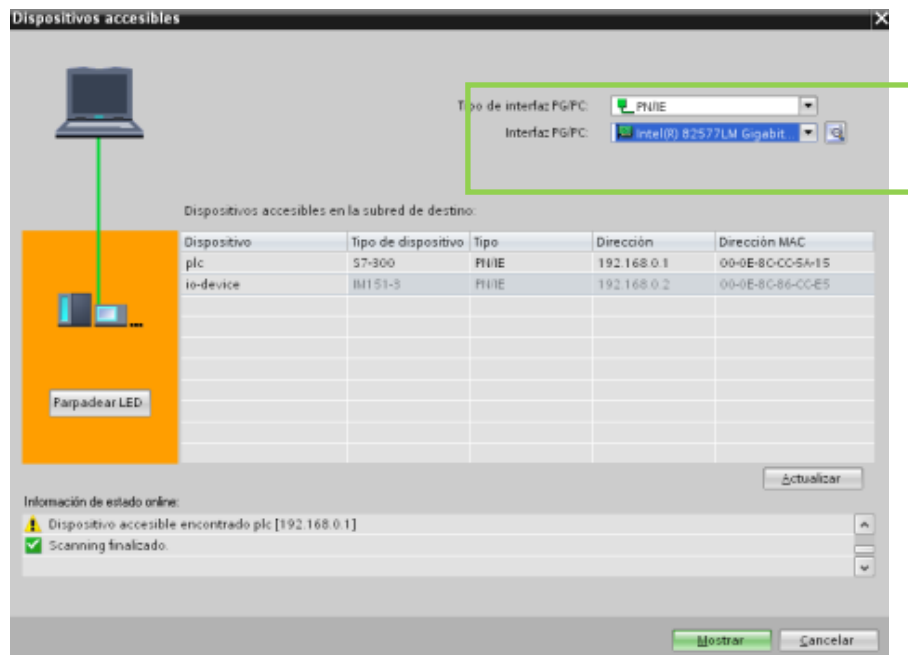 Dispositivos accesibles
Tipo de interfaz PG/PC: PN/IE
Interfaz PG/PC: Intel(R) 82577LM Gigabit...
Dispositivos accesibles en la subred de destino:
Dispositivo Tipo de dispositivo Tipo Dirección Dirección MAC
plc S7-300 PN/IE 192.168.0.1 00-0E-8C-CC-5A-15
io-device IM151-3 PN/IE 192.168.0.2 00-0E-8C-86-CC-E5
Parpadear LED
Actualizar
Información de estado online:
Dispositivo accesible encontrado plc [192.168.0.1]
Scanning finalizado.
Mostrar Cancelar